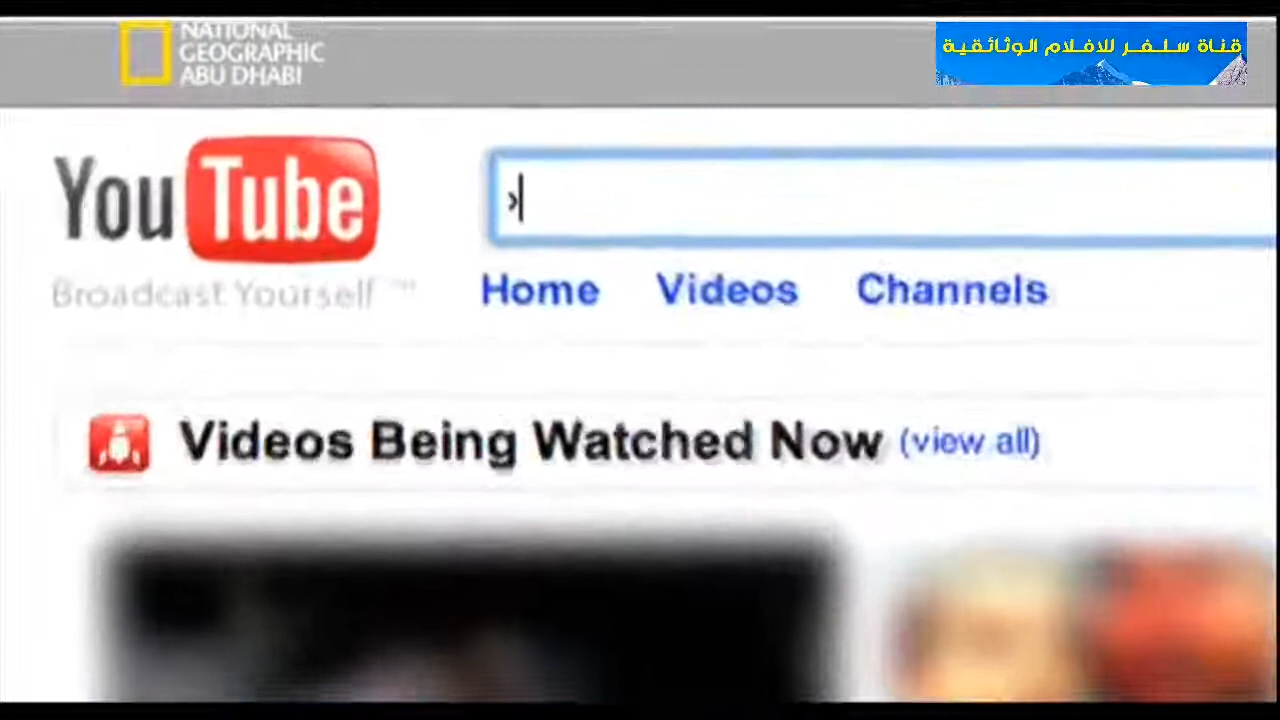 NATIONAL
GEOGRAPHIC
ABU DHABI
قناة سلفر للافلام الوثائقية
YouTube
Broadcast Yourself ™
Home Videos Channels
Videos Being Watched Now (view all)